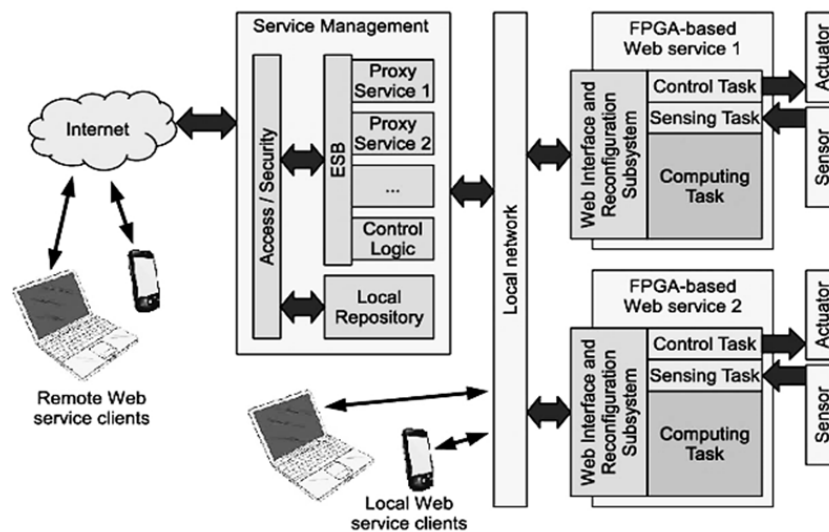 Service Management
Access / Security
ESB
Proxy
Service 1
Proxy
Service 2
...
Control
Logic
Local
Repository
Internet
Remote Web
service clients
Local Web
service clients
Local network
FPGA-based
Web service 1
Web Interface and
Reconfiguration
Subsystem
Control Task
Sensing Task
Computing
Task
Actuator
Sensor
FPGA-based
Web service 2
Web Interface and
Reconfiguration
Subsystem
Control Task
Sensing Task
Computing
Task
Actuator
Sensor